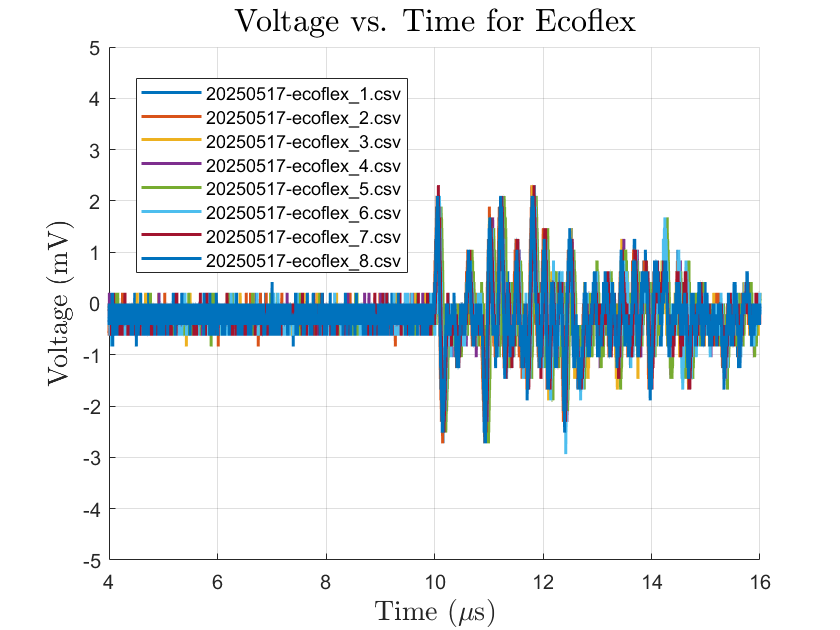 Voltage vs. Time for Ecoflex
5
4
3
2
1
0
-1
-2
-3
-4
-5
Voltage (mV)
20250517-ecoflex_1.csv
20250517-ecoflex_2.csv
20250517-ecoflex_3.csv
20250517-ecoflex_4.csv
20250517-ecoflex_5.csv
20250517-ecoflex_6.csv
20250517-ecoflex_7.csv
20250517-ecoflex_8.csv
4 6 8 10 12 14 16
Time (μs)